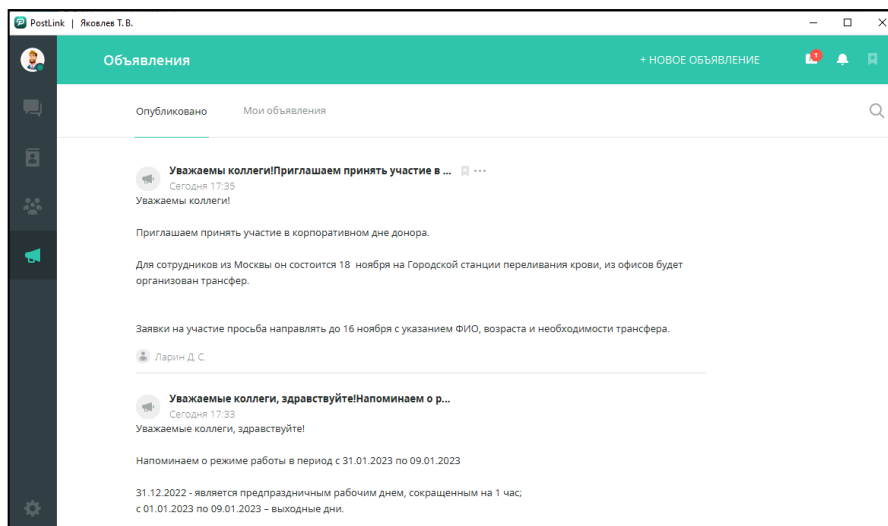 PostLink | Яковлев Т. В.
Объявления
+ НОВОЕ ОБЪЯВЛЕНИЕ
1
Опубликовано
Мои объявления
Уважаемы коллеги!Приглашаем принять участие в ...
Сегодня 17:35
Уважаемы коллеги!
Приглашаем принять участие в корпоративном дне донора.
Для сотрудников из Москвы он состоится 18 ноября на Городской станции переливания крови, из офисов будет
организован трансфер.
Заявки на участие просьба направлять до 16 ноября с указанием ФИО, возраста и необходимости трансфера.
Ларин Д. С.
Уважаемые коллеги, здравствуйте!Напоминаем о р...
Сегодня 17:33
Уважаемые коллеги, здравствуйте!
Напоминаем о режиме работы в период с 31.01.2023 по 09.01.2023
31.12.2022 - является предпраздничным рабочим днем, сокращенным на 1 час;
с 01.01.2023 по 09.01.2023 – выходные дни.